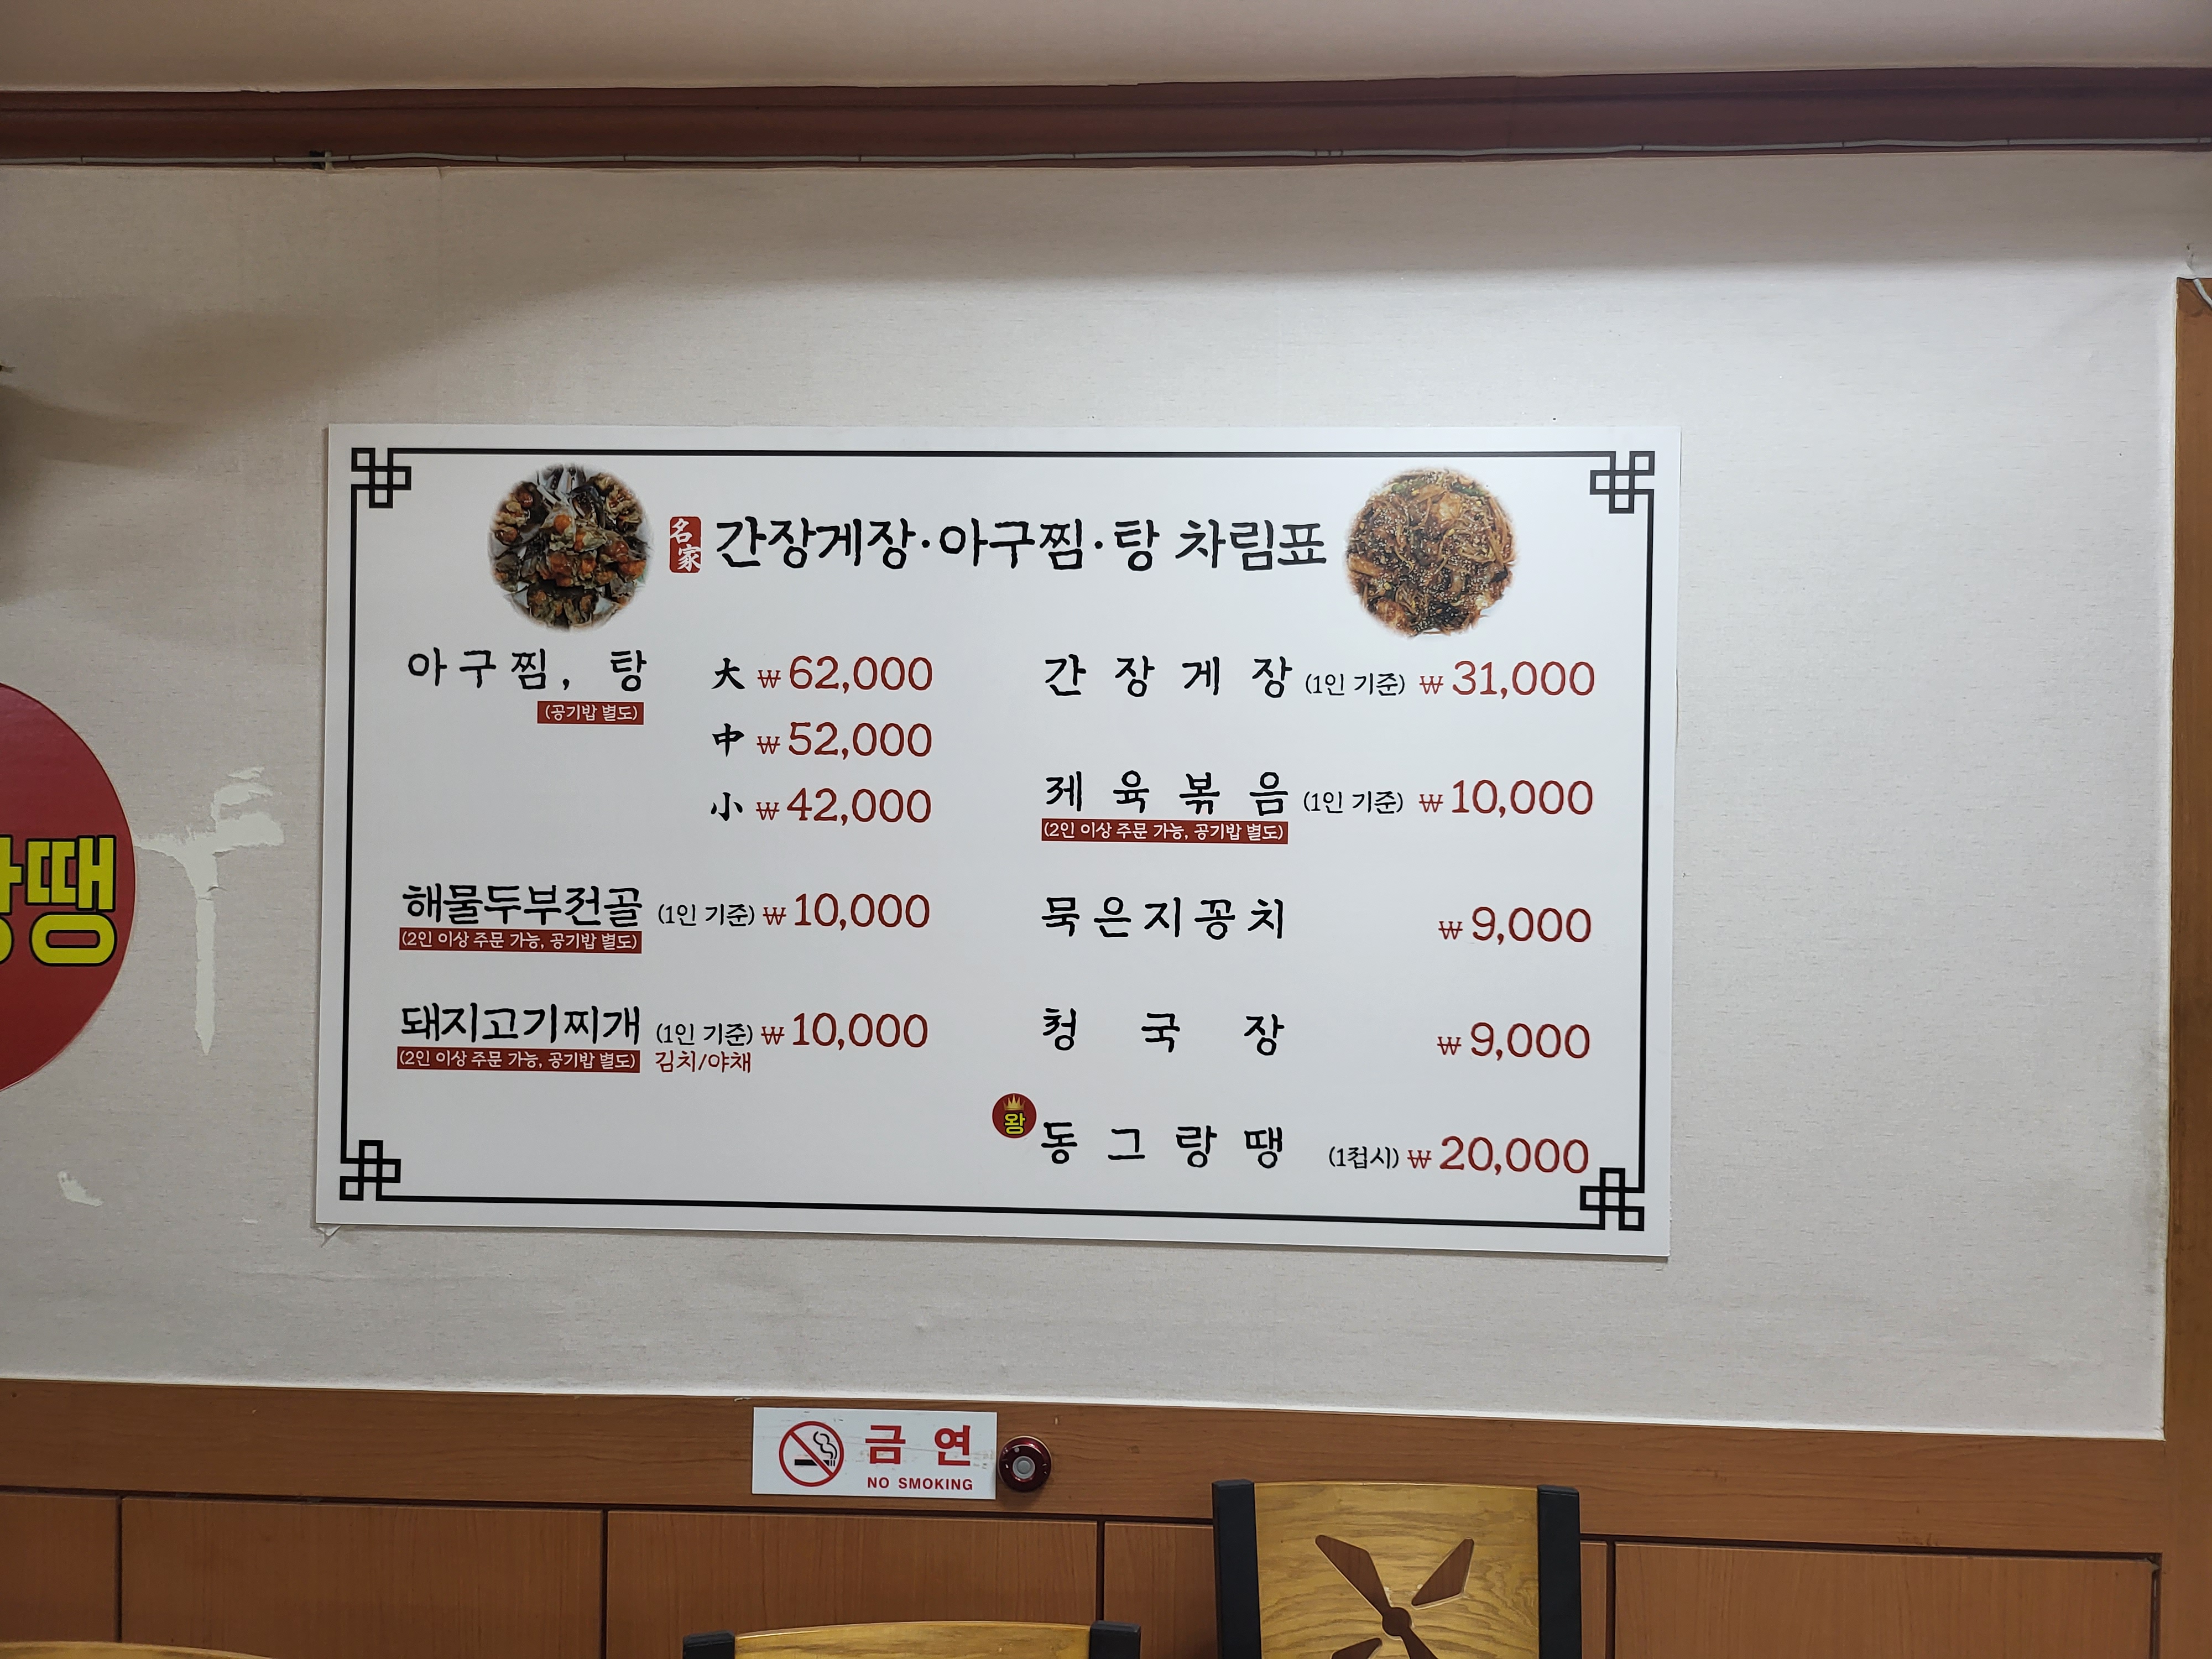 名家 간장게장·아구찜·탕 차림표
아구찜, 탕 大 ₩62,000
(공기밥 별도)
中 ₩52,000
小 ₩42,000
해물두부전골 (1인 기준) ₩10,000
(2인 이상 주문 가능, 공기밥 별도)
돼지고기찌개 (1인 기준) ₩10,000
(2인 이상 주문 가능, 공기밥 별도) 김치/야채
간장게장 (1인 기준) ₩31,000
제육볶음 (1인 기준) ₩10,000
(2인 이상 주문 가능, 공기밥 별도)
묵은지꽁치 ₩9,000
청국장 ₩9,000
왕 동그랑땡 (1접시) ₩20,000
땡
금연
NO SMOKING